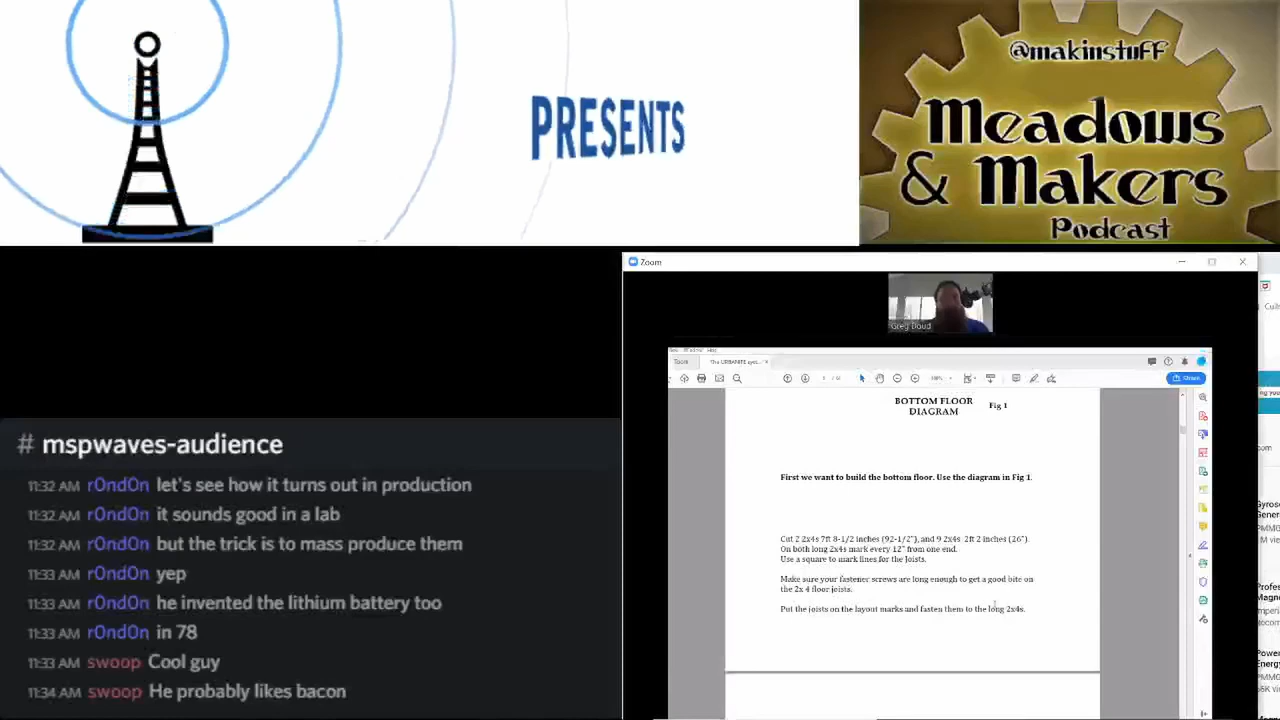 PRESENTS
@makinstuff
Meadows
& Makers
Podcast
Zoom
Greg Doud
Share
BOTTOM FLOOR
DIAGRAM
Fig 1
First we want to build the bottom floor. Use the diagram in Fig 1.
Cut 2 2x4s 7ft 8-1/2 inches (92-1/2"), and 9 2x4s 2ft 2 inches (26").
On both long 2x4s mark every 12" from one end.
Use a square to mark lines for the Joists.
Make sure your fastener screws are long enough to get a good bite on
the 2x 4 floor joists.
Put the joists on the layout marks and fasten them to the long 2x4s.
# mspwaves-audience
11:32 AM r0nd0n let's see how it turns out in production
11:32 AM r0nd0n it sounds good in a lab
11:32 AM r0nd0n but the trick is to mass produce them
11:33 AM r0nd0n yep
11:33 AM r0nd0n he invented the lithium battery too
11:33 AM r0nd0n in 78
11:33 AM swoop Cool guy
11:34 AM swoop He probably likes bacon